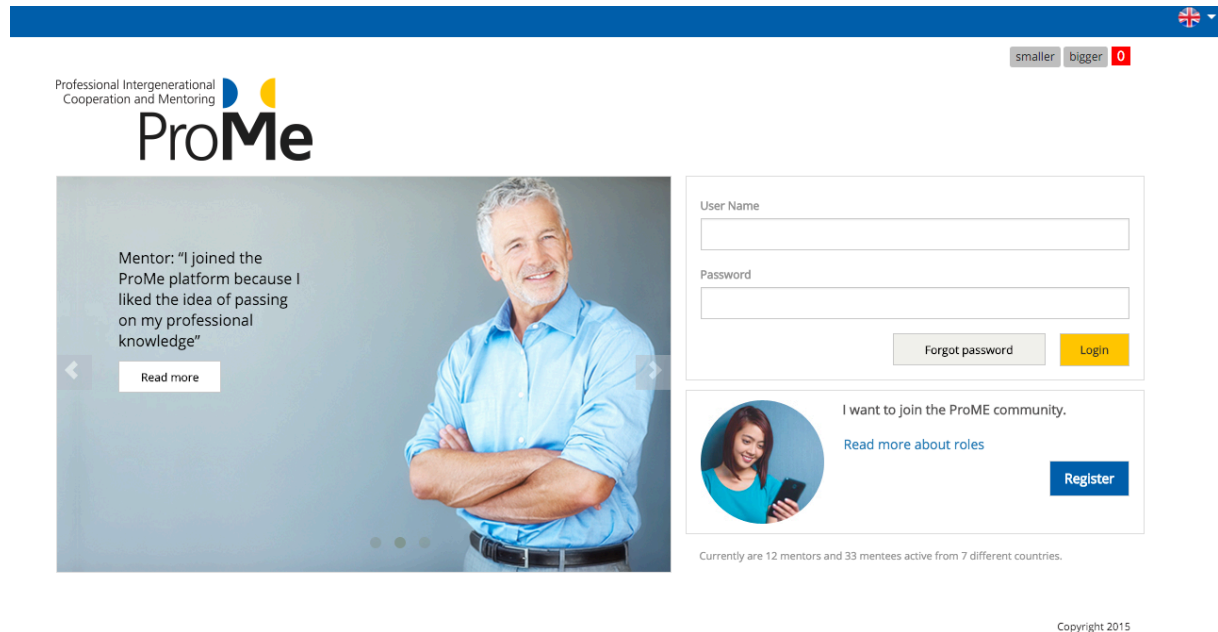 smaller bigger 0
Professional Intergenerational
Cooperation and Mentoring
ProMe
Mentor: "I joined the
ProMe platform because I
liked the idea of passing
on my professional
knowledge"
Read more
User Name
Password
Forgot password
Login
I want to join the ProME community.
Read more about roles
Register
Currently are 12 mentors and 33 mentees active from 7 different countries.
Copyright 2015